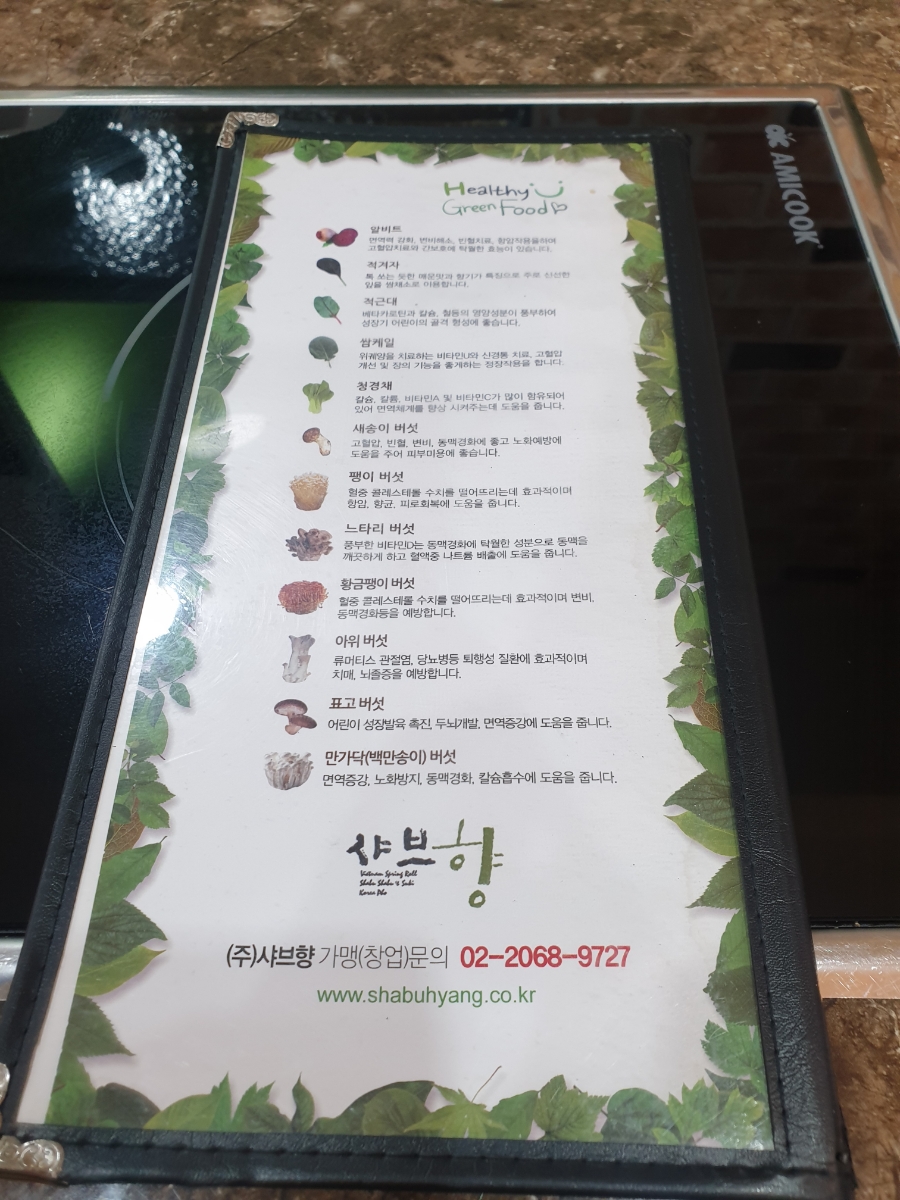 AMICOOK
Healthy
Green Food
알비트
면역력 강화, 변비해소, 빈혈치료, 항암작용을하며
고혈압치료와 간보호에 탁월한 효능이 있습니다.
적겨자
톡 쏘는 듯한 매운맛과 향기가 특징으로 주로 신선한
잎을 쌈채소로 이용합니다.
적근대
베타카로틴과 칼슘, 철등의 영양성분이 풍부하여
성장기 어린이의 골격 형성에 좋습니다.
쌈케일
위궤양을 치료하는 비타민U와 신경통 치료, 고혈압
개선 및 장의 기능을 좋게하는 정장작용을 합니다.
청경채
칼슘, 칼륨, 비타민A 및 비타민C가 많이 함유되어
있어 면역체계를 향상 시켜주는데 도움을 줍니다.
새송이 버섯
고혈압, 빈혈, 변비, 동맥경화에 좋고 노화예방에
도움을 주어 피부미용에 좋습니다.
팽이 버섯
혈중 콜레스테롤 수치를 떨어뜨리는데 효과적이며
항암, 항균, 피로회복에 도움을 줍니다.
느타리 버섯
풍부한 비타민D는 동맥경화에 탁월한 성분으로 동맥을
깨끗하게 하고 혈액중 나트륨 배출에 도움을 줍니다.
황금팽이 버섯
혈중 콜레스테롤 수치를 떨어뜨리는데 효과적이며 변비.
동맥경화등을 예방합니다.
아위 버섯
류머티스 관절염, 당뇨병등 퇴행성 질환에 효과적이며
치매, 뇌졸증을 예방합니다.
표고 버섯
어린이 성장발육 촉진, 두뇌개발, 면역증강에 도움을 줍니다.
만가닥(백만송이) 버섯
면역증강, 노화방지, 동맥경화, 칼슘흡수에 도움을 줍니다.
샤브향
Vietnam Spring Roll
Shabu Shabu & Suki
Korea Pho
(주)샤브향 가맹(창업)문의 02-2068-9727
www.shabuhyang.co.kr